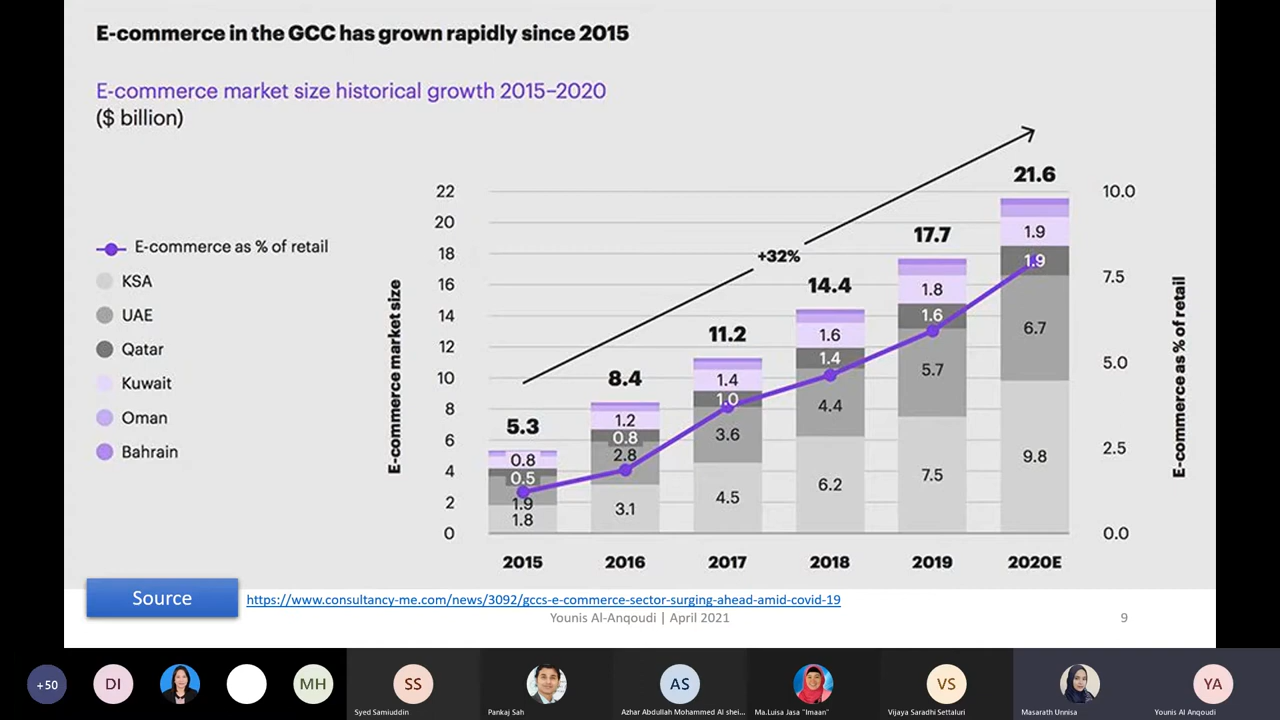 E-commerce in the GCC has grown rapidly since 2015
E-commerce market size historical growth 2015–2020
($ billion)
E-commerce as % of retail
KSA
UAE
Qatar
Kuwait
Oman
Bahrain
E-commerce market size
22
20
18
16
14
12
10
8
6
4
2
0
+32%
5.3
0.8
0.5
1.9
1.8
8.4
1.2
0.8
2.8
3.1
11.2
1.4
1.0
3.6
4.5
14.4
1.6
1.4
4.4
6.2
17.7
1.8
1.6
5.7
7.5
21.6
1.9
1.9
6.7
9.8
10.0
7.5
5.0
2.5
0.0
E-commerce as % of retail
2015 2016 2017 2018 2019 2020E
Source
https://www.consultancy-me.com/news/3092/gccs-e-commerce-sector-surging-ahead-amid-covid-19
Younis Al-Anqoudi | April 2021
9
+50
DI
MH
SS
Syed Samiuddin
Pankaj Sah
AS
Azhar Abdullah Mohammed Al shei...
Ma.Luisa Jasa "Imaan"
VS
Vijaya Saradhi Settaluri
Masarath Unnisa
YA
Younis Al Anqoudi